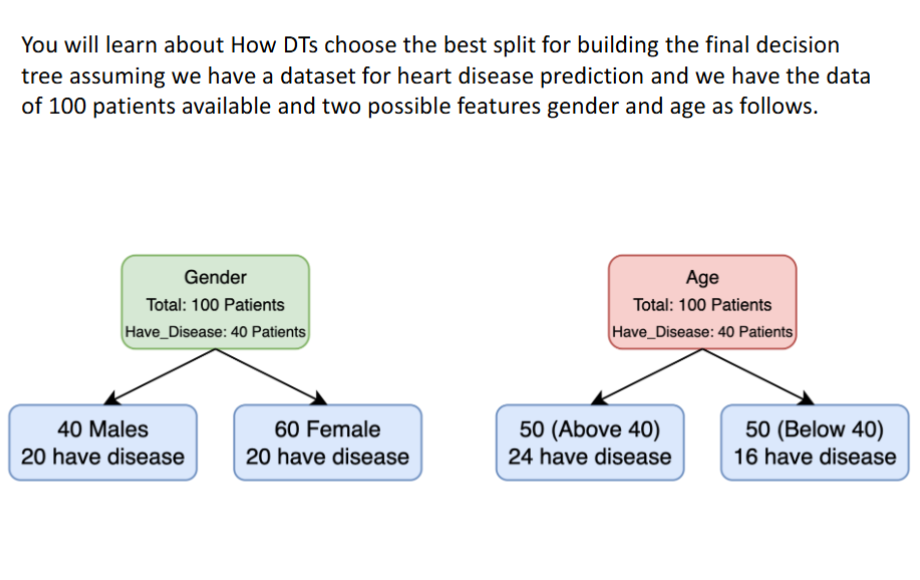 You will learn about How DTs choose the best split for building the final decision
tree assuming we have a dataset for heart disease prediction and we have the data
of 100 patients available and two possible features gender and age as follows.
Gender
Total: 100 Patients
Have_Disease: 40 Patients
40 Males
20 have disease
60 Female
20 have disease
Age
Total: 100 Patients
Have_Disease: 40 Patients
50 (Above 40)
24 have disease
50 (Below 40)
16 have disease